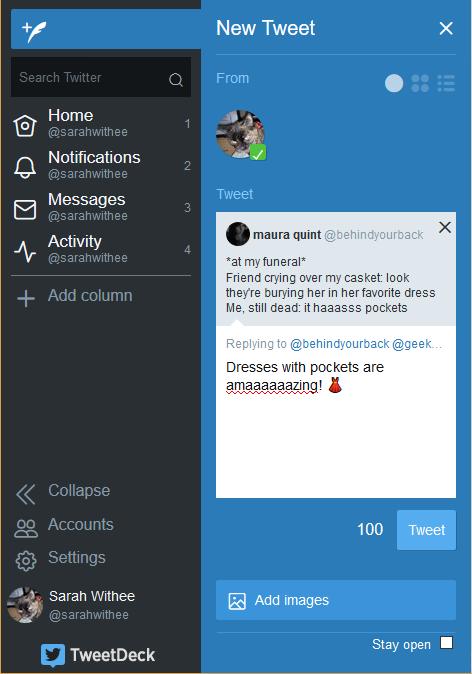 New Tweet
Search Twitter
Home 1
@sarahwithee
Notifications 2
@sarahwithee
Messages 3
@sarahwithee
Activity 4
@sarahwithee
Add column
Collapse
Accounts
Settings
Sarah Withee
@sarahwithee
TweetDeck
From
Tweet
maura quint @behindyourback
*at my funeral*
Friend crying over my casket: look
they're burying her in her favorite dress
Me, still dead: it haaasss pockets
Replying to @behindyourback @geek...
Dresses with pockets are
amaaaaaazing! 💃
100 Tweet
Add images
Stay open